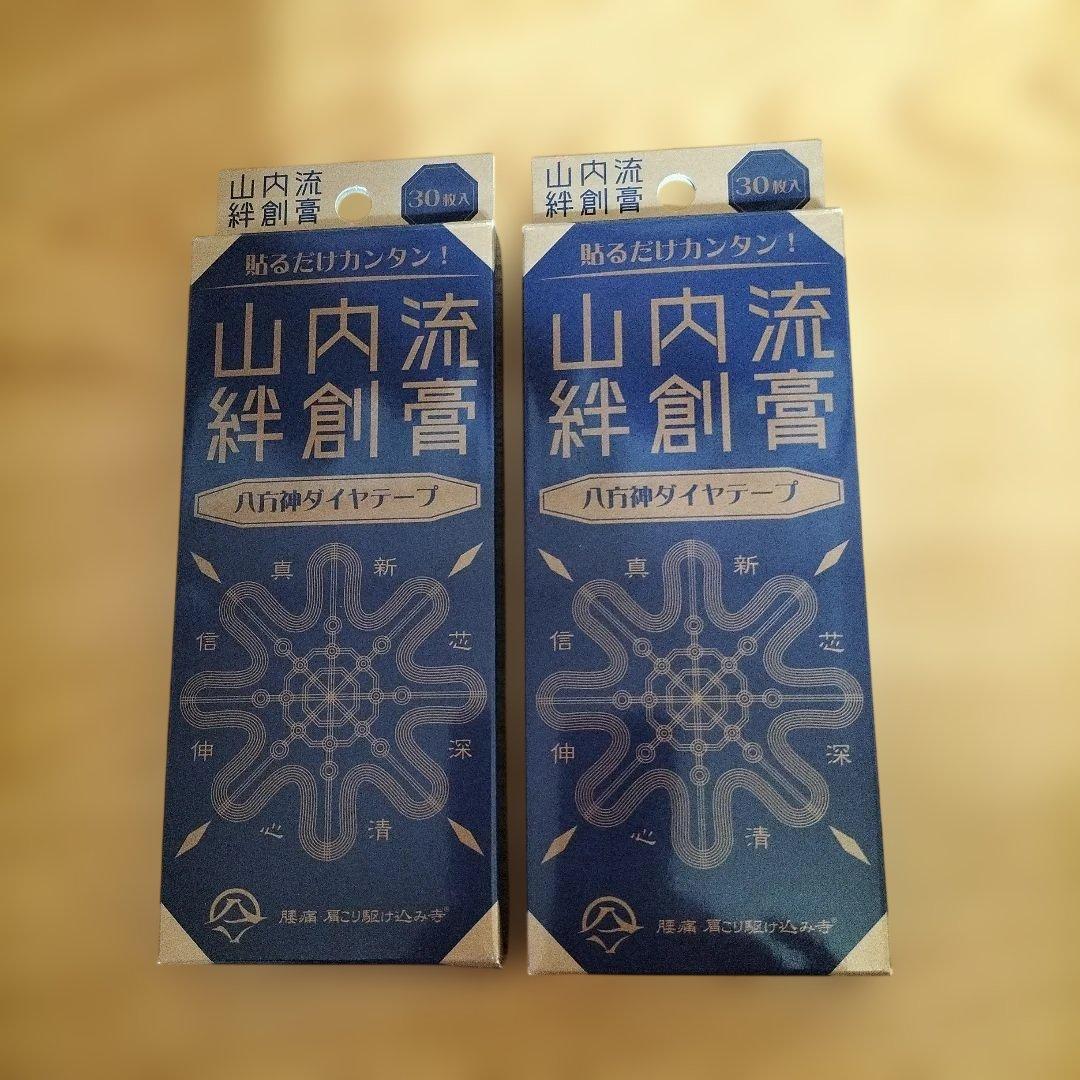 山内流
絆創膏
30枚入
貼るだけカンタン！
山内流
絆創膏
八方神ダイヤテープ
真 新
信 芯
伸 深
心 清
腰痛 肩こり駆け込み寺®
山内流
絆創膏
30枚入
貼るだけカンタン！
山内流
絆創膏
八方神ダイヤテープ
真 新
信 芯
伸 深
心 清
腰痛 肩こり駆け込み寺®